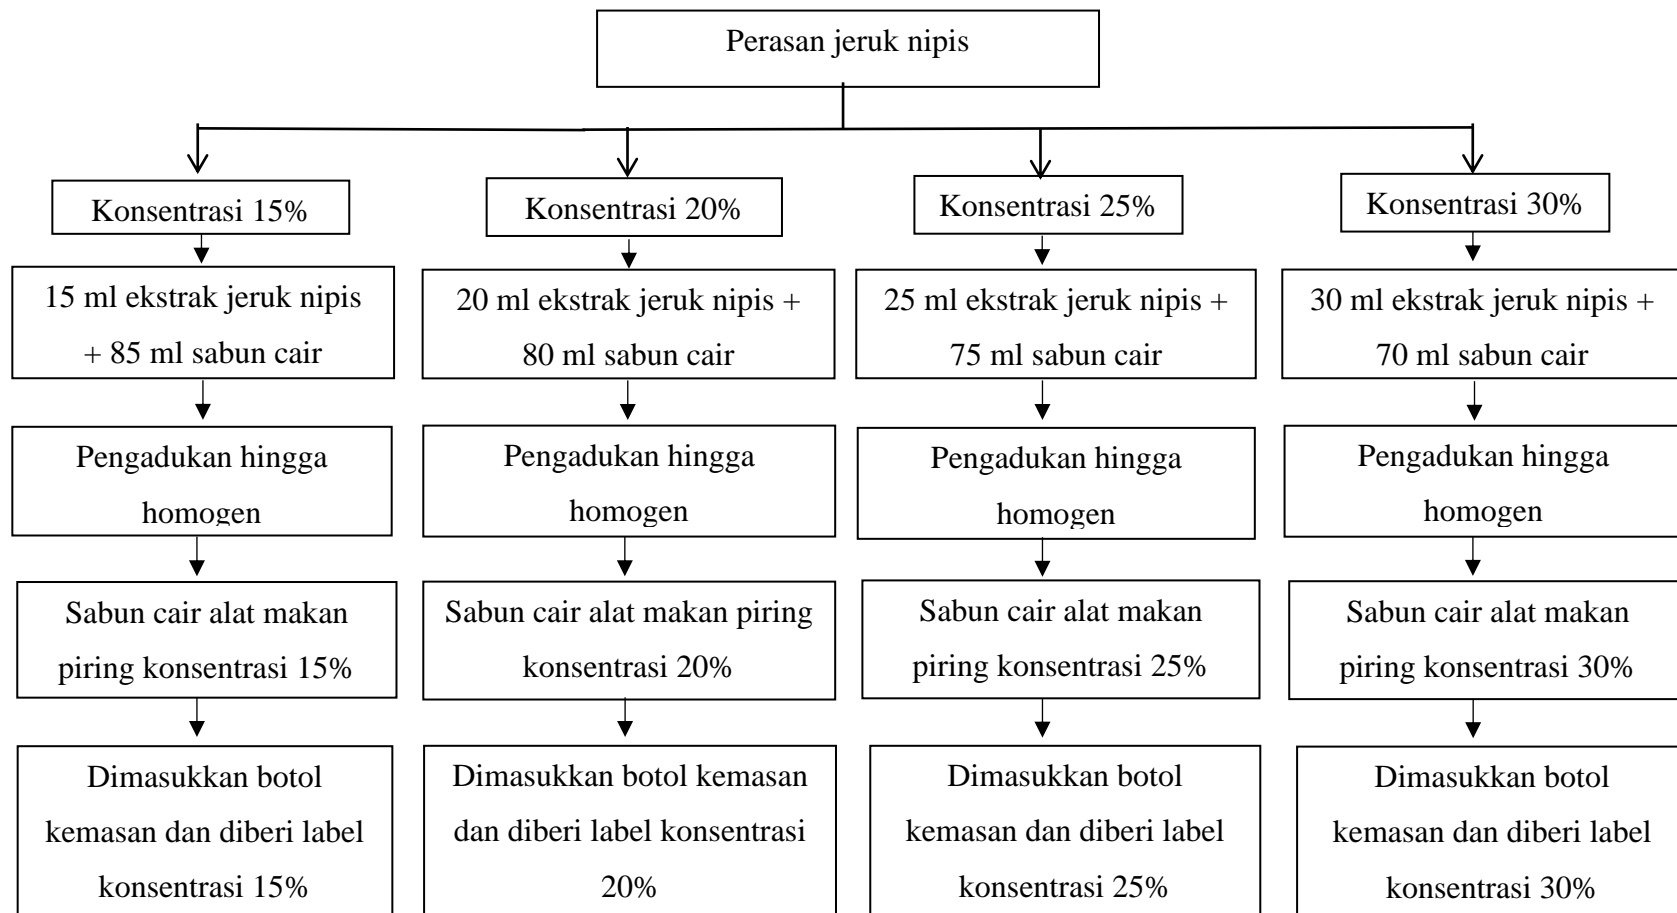 Perasan jeruk nipis
Konsentrasi 15%
Konsentrasi 20%
Konsentrasi 25%
Konsentrasi 30%
15 ml ekstrak jeruk nipis
+ 85 ml sabun cair
20 ml ekstrak jeruk nipis +
80 ml sabun cair
25 ml ekstrak jeruk nipis +
75 ml sabun cair
30 ml ekstrak jeruk nipis +
70 ml sabun cair
Pengadukan hingga
homogen
Pengadukan hingga
homogen
Pengadukan hingga
homogen
Pengadukan hingga
homogen
Sabun cair alat makan
piring konsentrasi 15%
Sabun cair alat makan piring
konsentrasi 20%
Sabun cair alat makan
piring konsentrasi 25%
Sabun cair alat makan
piring konsentrasi 30%
Dimasukkan botol
kemasan dan diberi label
konsentrasi 15%
Dimasukkan botol kemasan
dan diberi label konsentrasi
20%
Dimasukkan botol
kemasan dan diberi label
konsentrasi 25%
Dimasukkan botol
kemasan dan diberi label
konsentrasi 30%